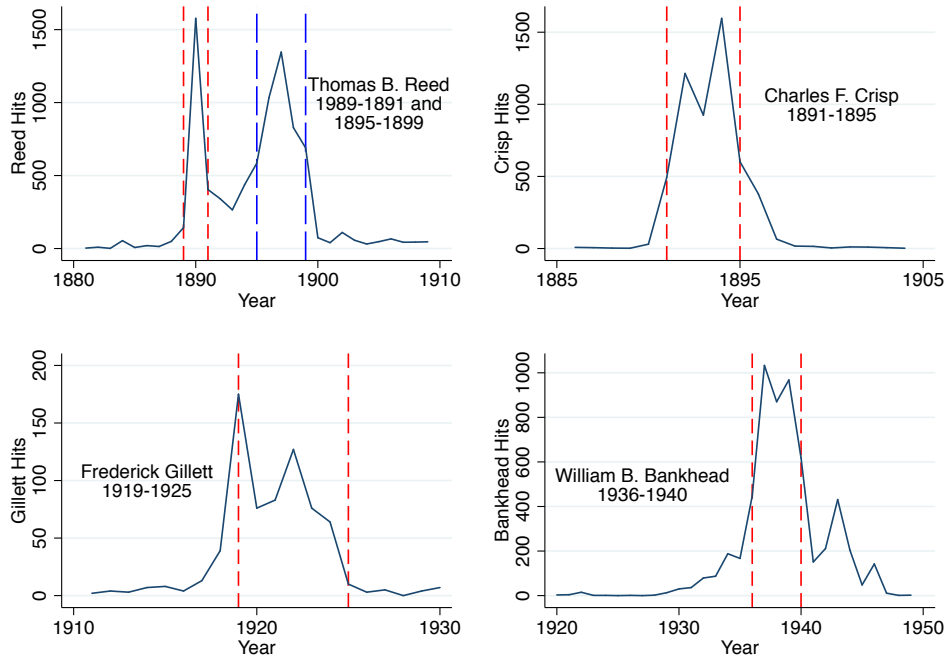 Reed Hits
1500
1000
500
0
Thomas B. Reed
1989-1891 and
1895-1899
1880 1890 1900 1910
Year
Crisp Hits
1500
1000
500
0
Charles F. Crisp
1891-1895
1885 1895 1905
Year
Gillett Hits
200
150
100
50
0
Frederick Gillett
1919-1925
1910 1920 1930
Year
Bankhead Hits
1000
800
600
400
200
0
William B. Bankhead
1936-1940
1920 1930 1940 1950
Year